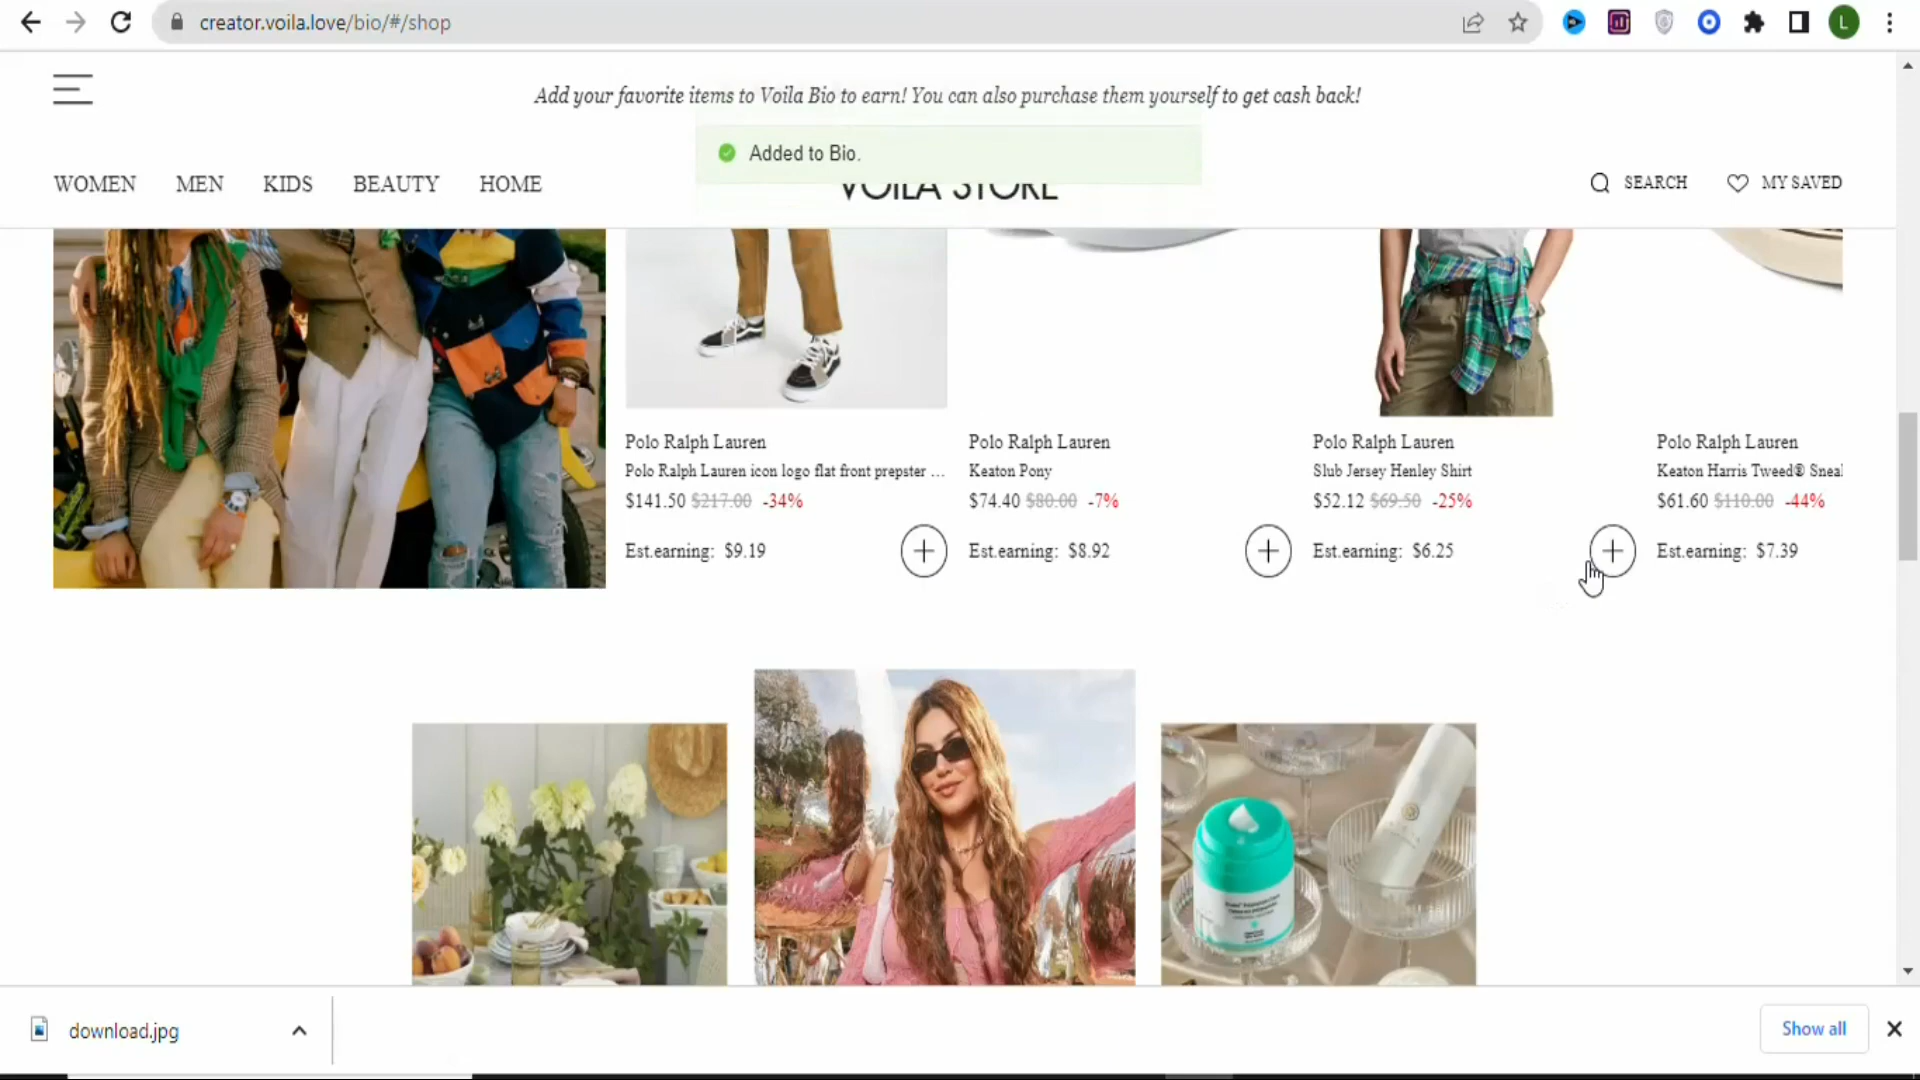 creator.voila.love/bio/#/shop
L
Add your favorite items to Voila Bio to earn! You can also purchase them yourself to get cash back!
Added to Bio.
WOMEN MEN KIDS BEAUTY HOME
VOILA STORE
SEARCH MY SAVED
Polo Ralph Lauren
Polo Ralph Lauren icon logo flat front prepster ...
$141.50 $217.00 -34%
Est.earning: $9.19
Polo Ralph Lauren
Keaton Pony
$74.40 $80.00 -7%
Est.earning: $8.92
Polo Ralph Lauren
Slub Jersey Henley Shirt
$52.12 $69.50 -25%
Est.earning: $6.25
Polo Ralph Lauren
Keaton Harris Tweed® Sneal
$61.60 $110.00 -44%
Est.earning: $7.39
download.jpg
Show all